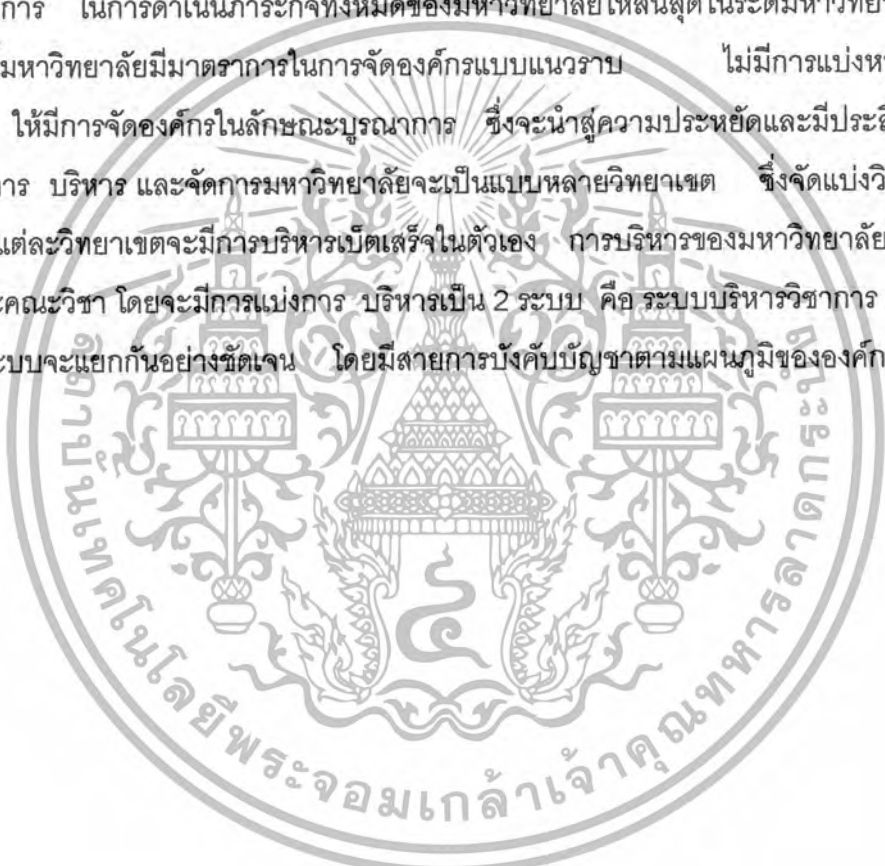 การ ในการดำเนินภาระกิจทั้งหมดของมหาวิทยาลัยให้สิ้นสุดในระดับมหาวิทยา
มหาวิทยาลัยมีมาตราการในการจัดองค์กรแบบแนวราบ ไม่มีการแบ่งห
ให้มีการจัดองค์กรในลักษณะบูรณาการ ซึ่งจะนำสู่ความประหยัดและมีประสิ
การ บริหาร และจัดการมหาวิทยาลัยจะเป็นแบบหลายวิทยาเขต ซึ่งจัดแบ่งวิ
แต่ละวิทยาเขตจะมีการบริหารเบ็ดเสร็จในตัวเอง การบริหารของมหาวิทยาลัย
ะคณะวิชา โดยจะมีการแบ่งการ บริหารเป็น 2 ระบบ คือ ระบบบริหารวิชาการ
ะบบจะแยกกันอย่างชัดเจน โดยมีสายการบังคับบัญชาตามแผนภูมิขององค์ก
สถาบันเทคโนโลยีพระจอมเกล้าเจ้าคุณทหารลาดกระบัง